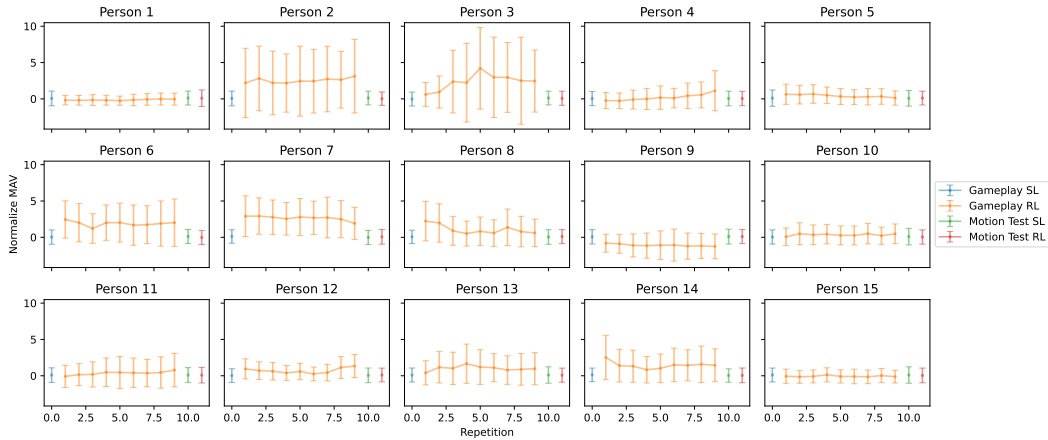 Person 1 Person 2 Person 3 Person 4 Person 5
10
5
0
Person 6 Person 7 Person 8 Person 9 Person 10
10
5
0
Normalize MAV
Gameplay SL
Gameplay RL
Motion Test SL
Motion Test RL
Person 11 Person 12 Person 13 Person 14 Person 15
10
5
0
0.0 2.5 5.0 7.5 10.0 0.0 2.5 5.0 7.5 10.0 0.0 2.5 5.0 7.5 10.0 0.0 2.5 5.0 7.5 10.0 0.0 2.5 5.0 7.5 10.0
Repetition